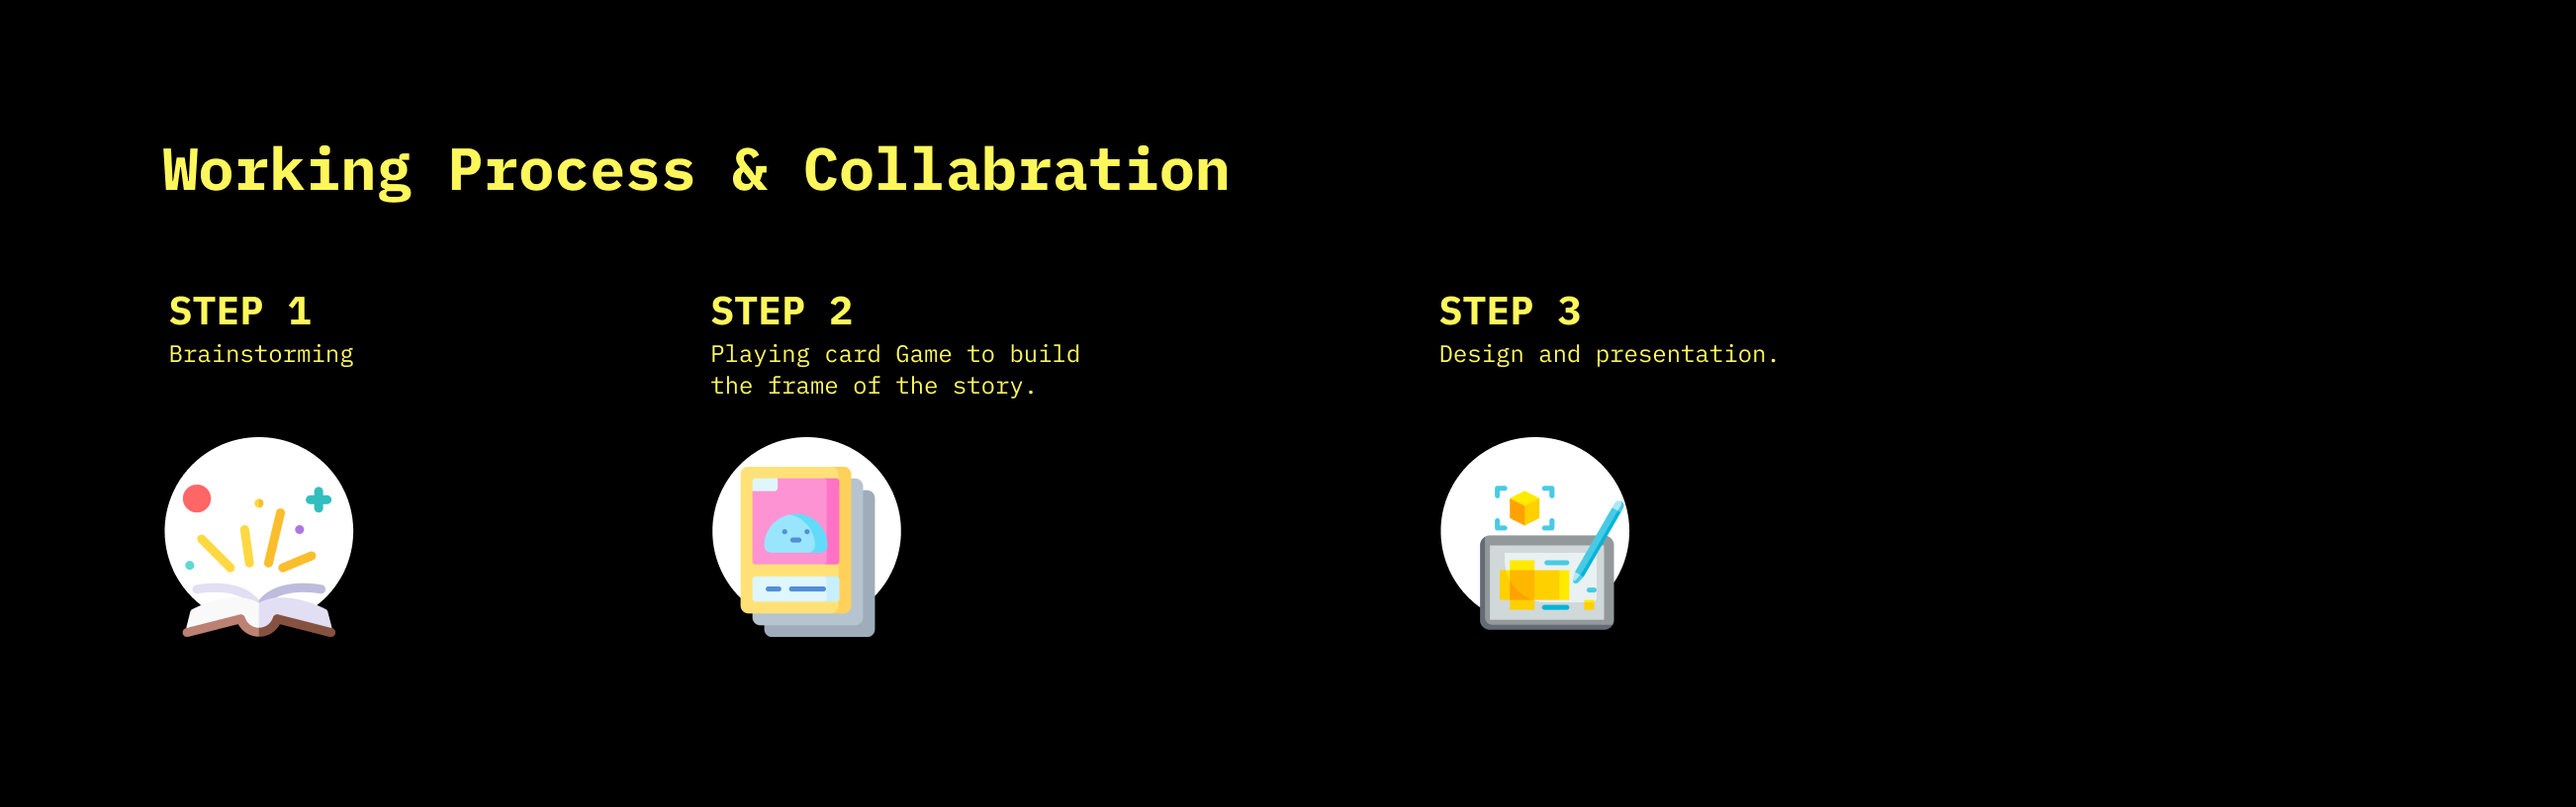 Working Process & Collabration
STEP 1
Brainstorming
STEP 2
Playing card Game to build
the frame of the story.
STEP 3
Design and presentation.